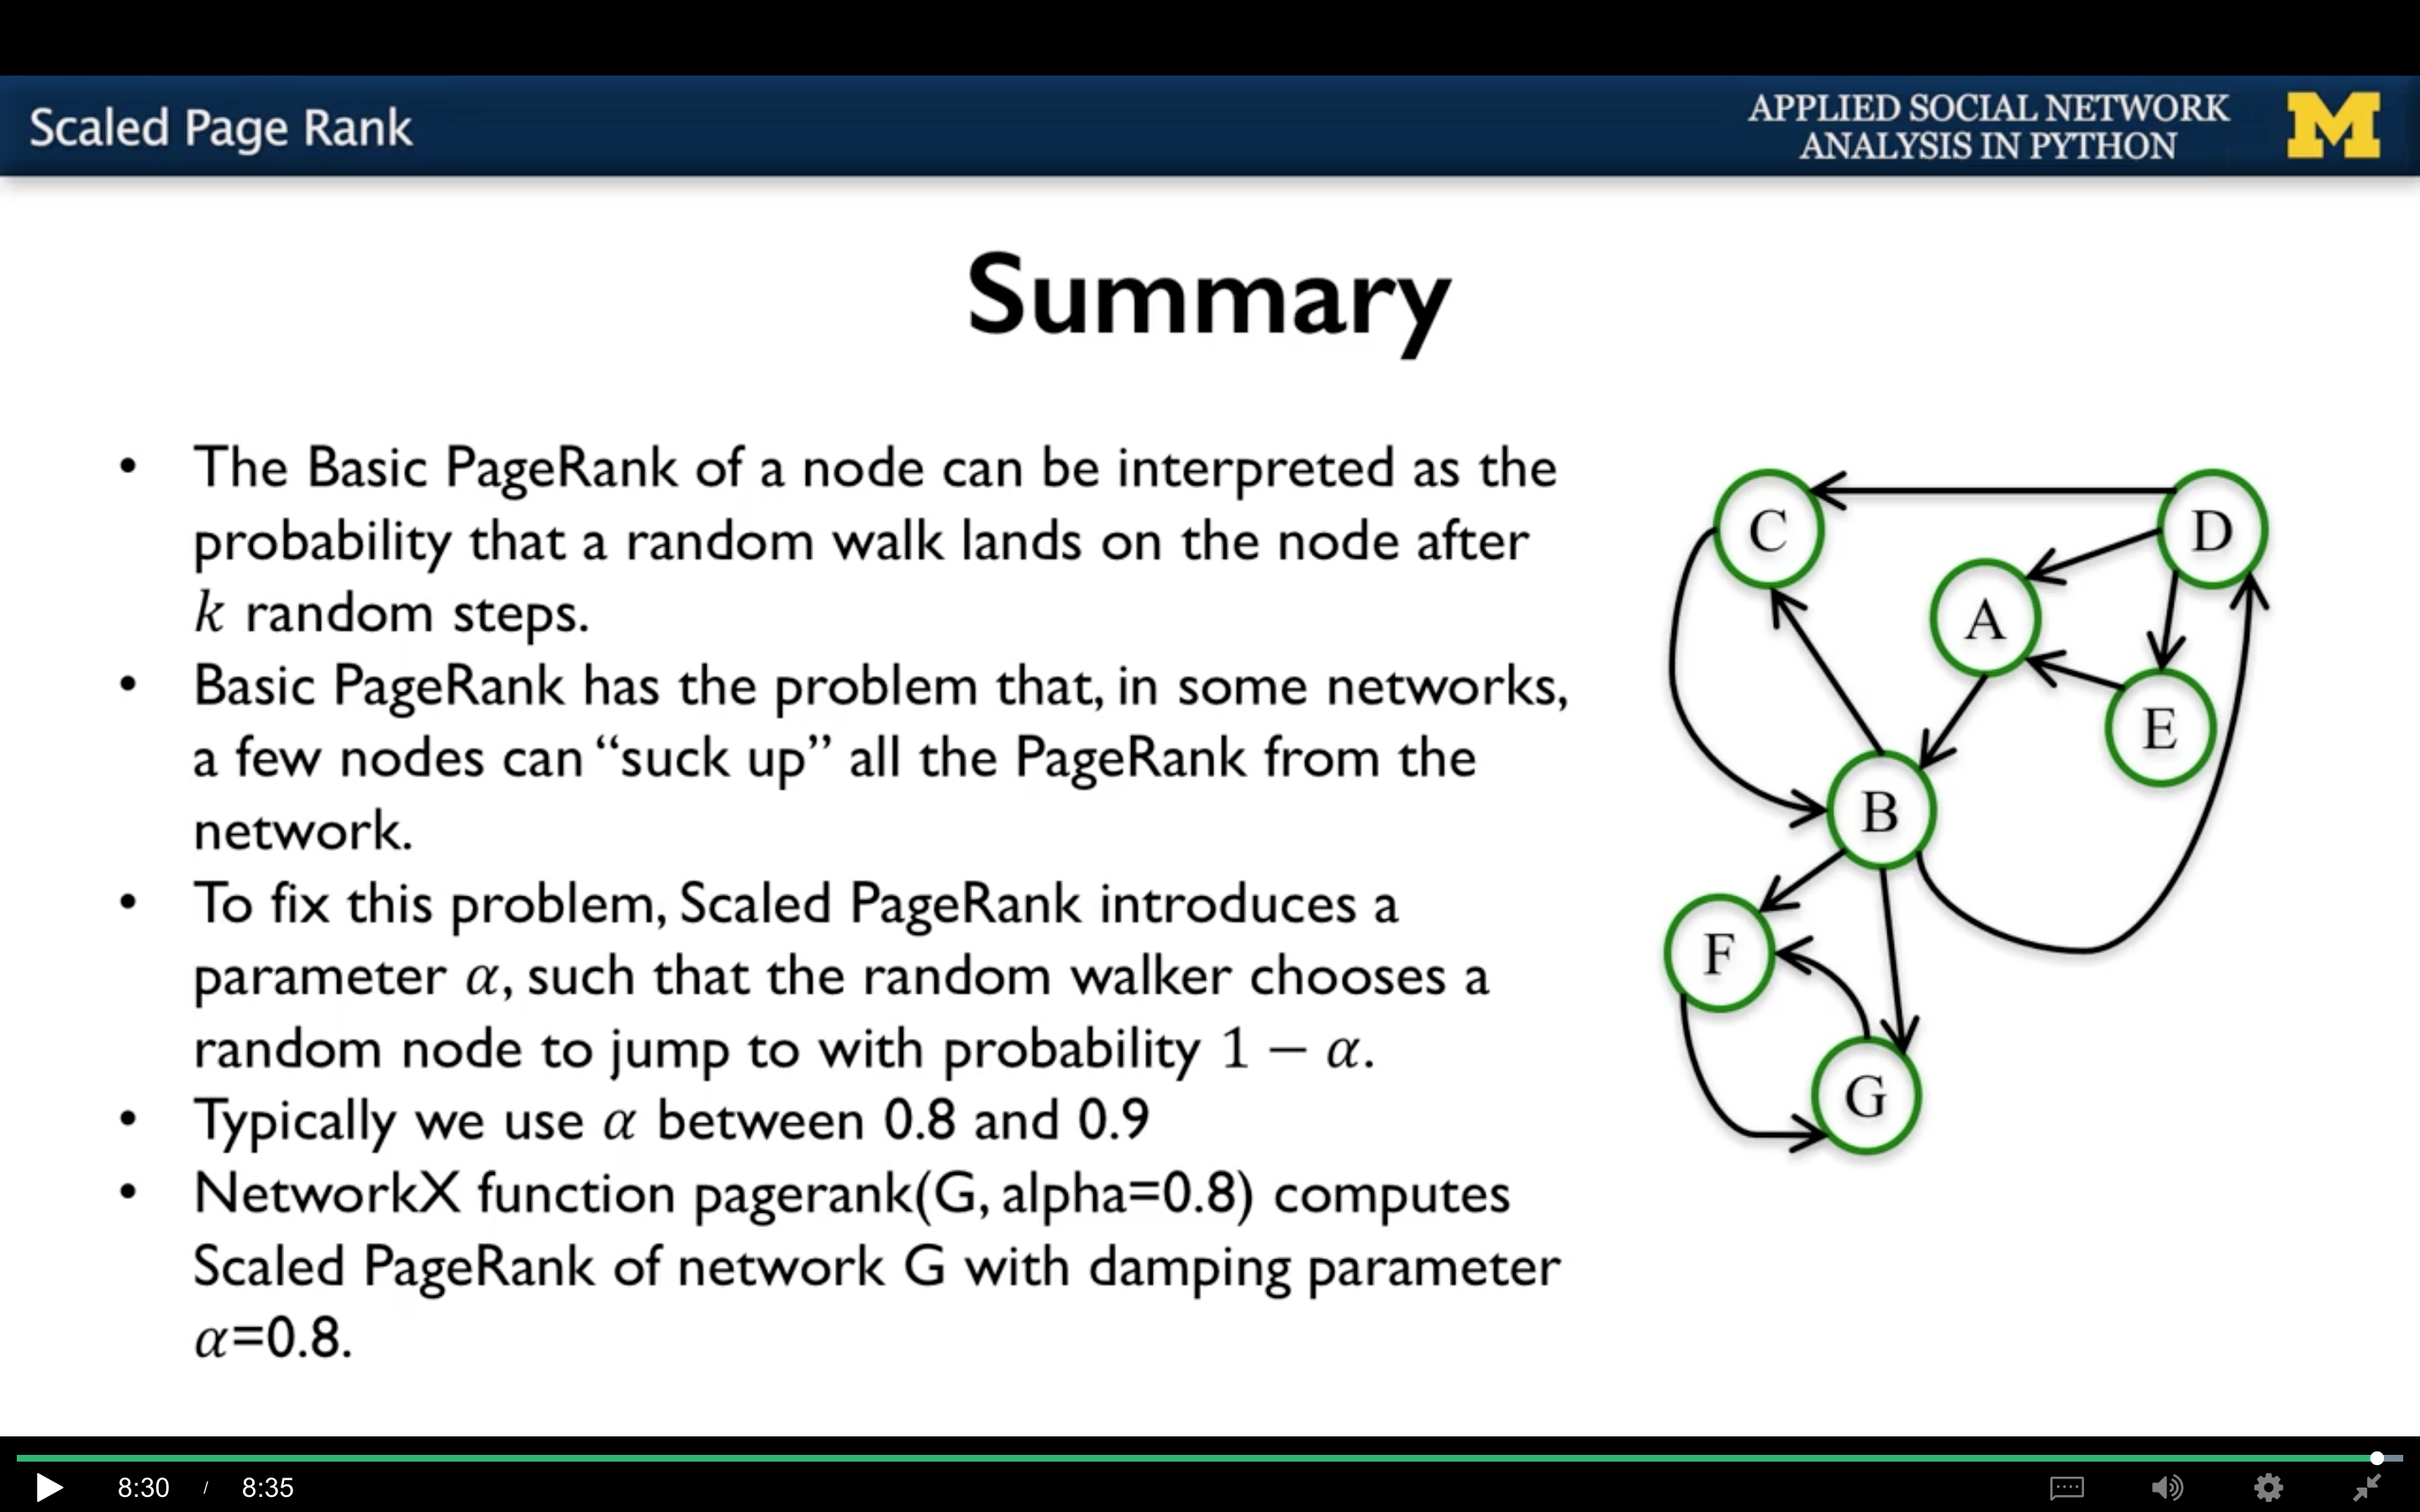 Scaled Page Rank
APPLIED SOCIAL NETWORK
ANALYSIS IN PYTHON
M
Summary
• The Basic PageRank of a node can be interpreted as the
probability that a random walk lands on the node after
k random steps.
• Basic PageRank has the problem that, in some networks,
a few nodes can “suck up” all the PageRank from the
network.
• To fix this problem, Scaled PageRank introduces a
parameter α, such that the random walker chooses a
random node to jump to with probability 1 − α.
• Typically we use α between 0.8 and 0.9
• NetworkX function pagerank(G, alpha=0.8) computes
Scaled PageRank of network G with damping parameter
α=0.8.
C
D
A
E
B
F
G
8:30 / 8:35